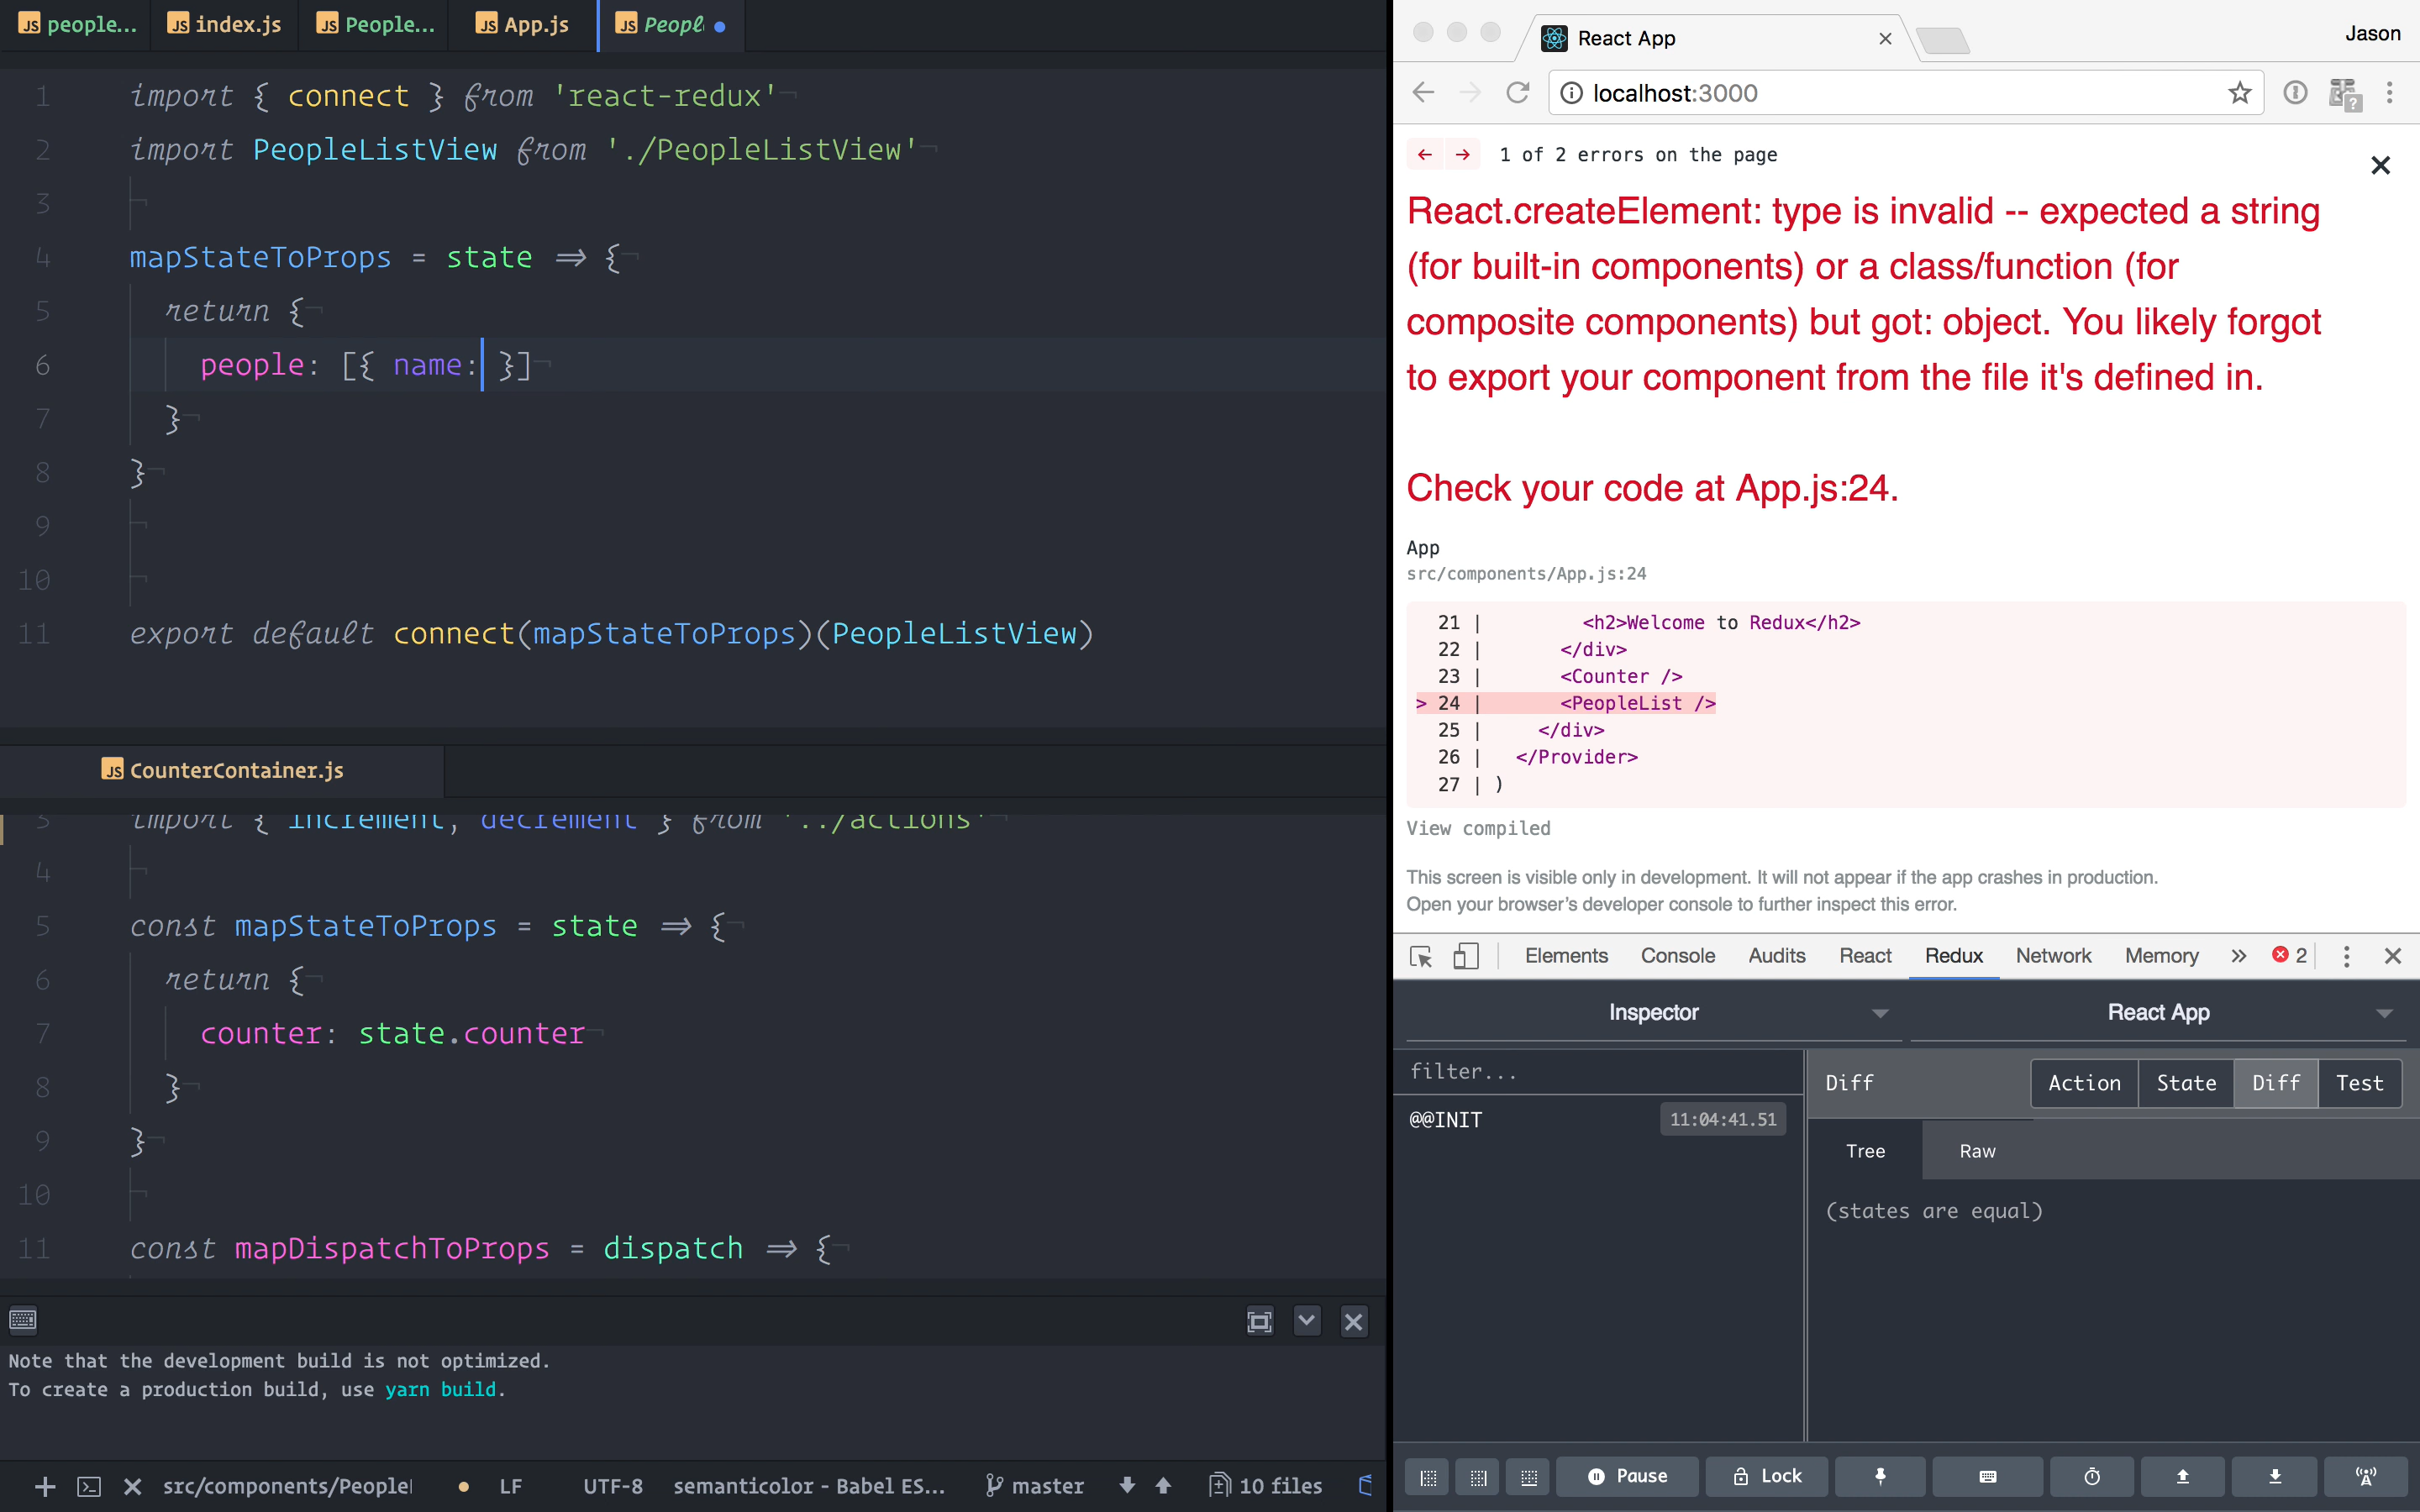 people...
index.js
People...
App.js
Peopl
1 import { connect } from 'react-redux'
2 import PeopleListView from './PeopleListView'
3
4 mapStateToProps = state => {
5 return {
6 people: [{ name: }]
7 }
8 }
9
10
11 export default connect(mapStateToProps)(PeopleListView)
CounterContainer.js
3 import { increment, decrement } from '../actions'
4
5 const mapStateToProps = state => {
6 return {
7 counter: state.counter
8 }
9 }
10
11 const mapDispatchToProps = dispatch => {
Note that the development build is not optimized.
To create a production build, use yarn build.
src/components/Peopl
LF
UTF-8
semanticolor - Babel ES...
master
10 files
React App
Jason
localhost:3000
1 of 2 errors on the page
React.createElement: type is invalid -- expected a string
(for built-in components) or a class/function (for
composite components) but got: object. You likely forgot
to export your component from the file it's defined in.
Check your code at App.js:24.
App
src/components/App.js:24
21 | <h2>Welcome to Redux</h2>
22 | </div>
23 | <Counter />
> 24 | <PeopleList />
25 | </div>
26 | </Provider>
27 | )
View compiled
This screen is visible only in development. It will not appear if the app crashes in production.
Open your browser’s developer console to further inspect this error.
Elements
Console
Audits
React
Redux
Network
Memory
»
2
Inspector
React App
filter...
@@INIT
11:04:41.51
Diff
Action
State
Diff
Test
Tree
Raw
(states are equal)
Pause
Lock